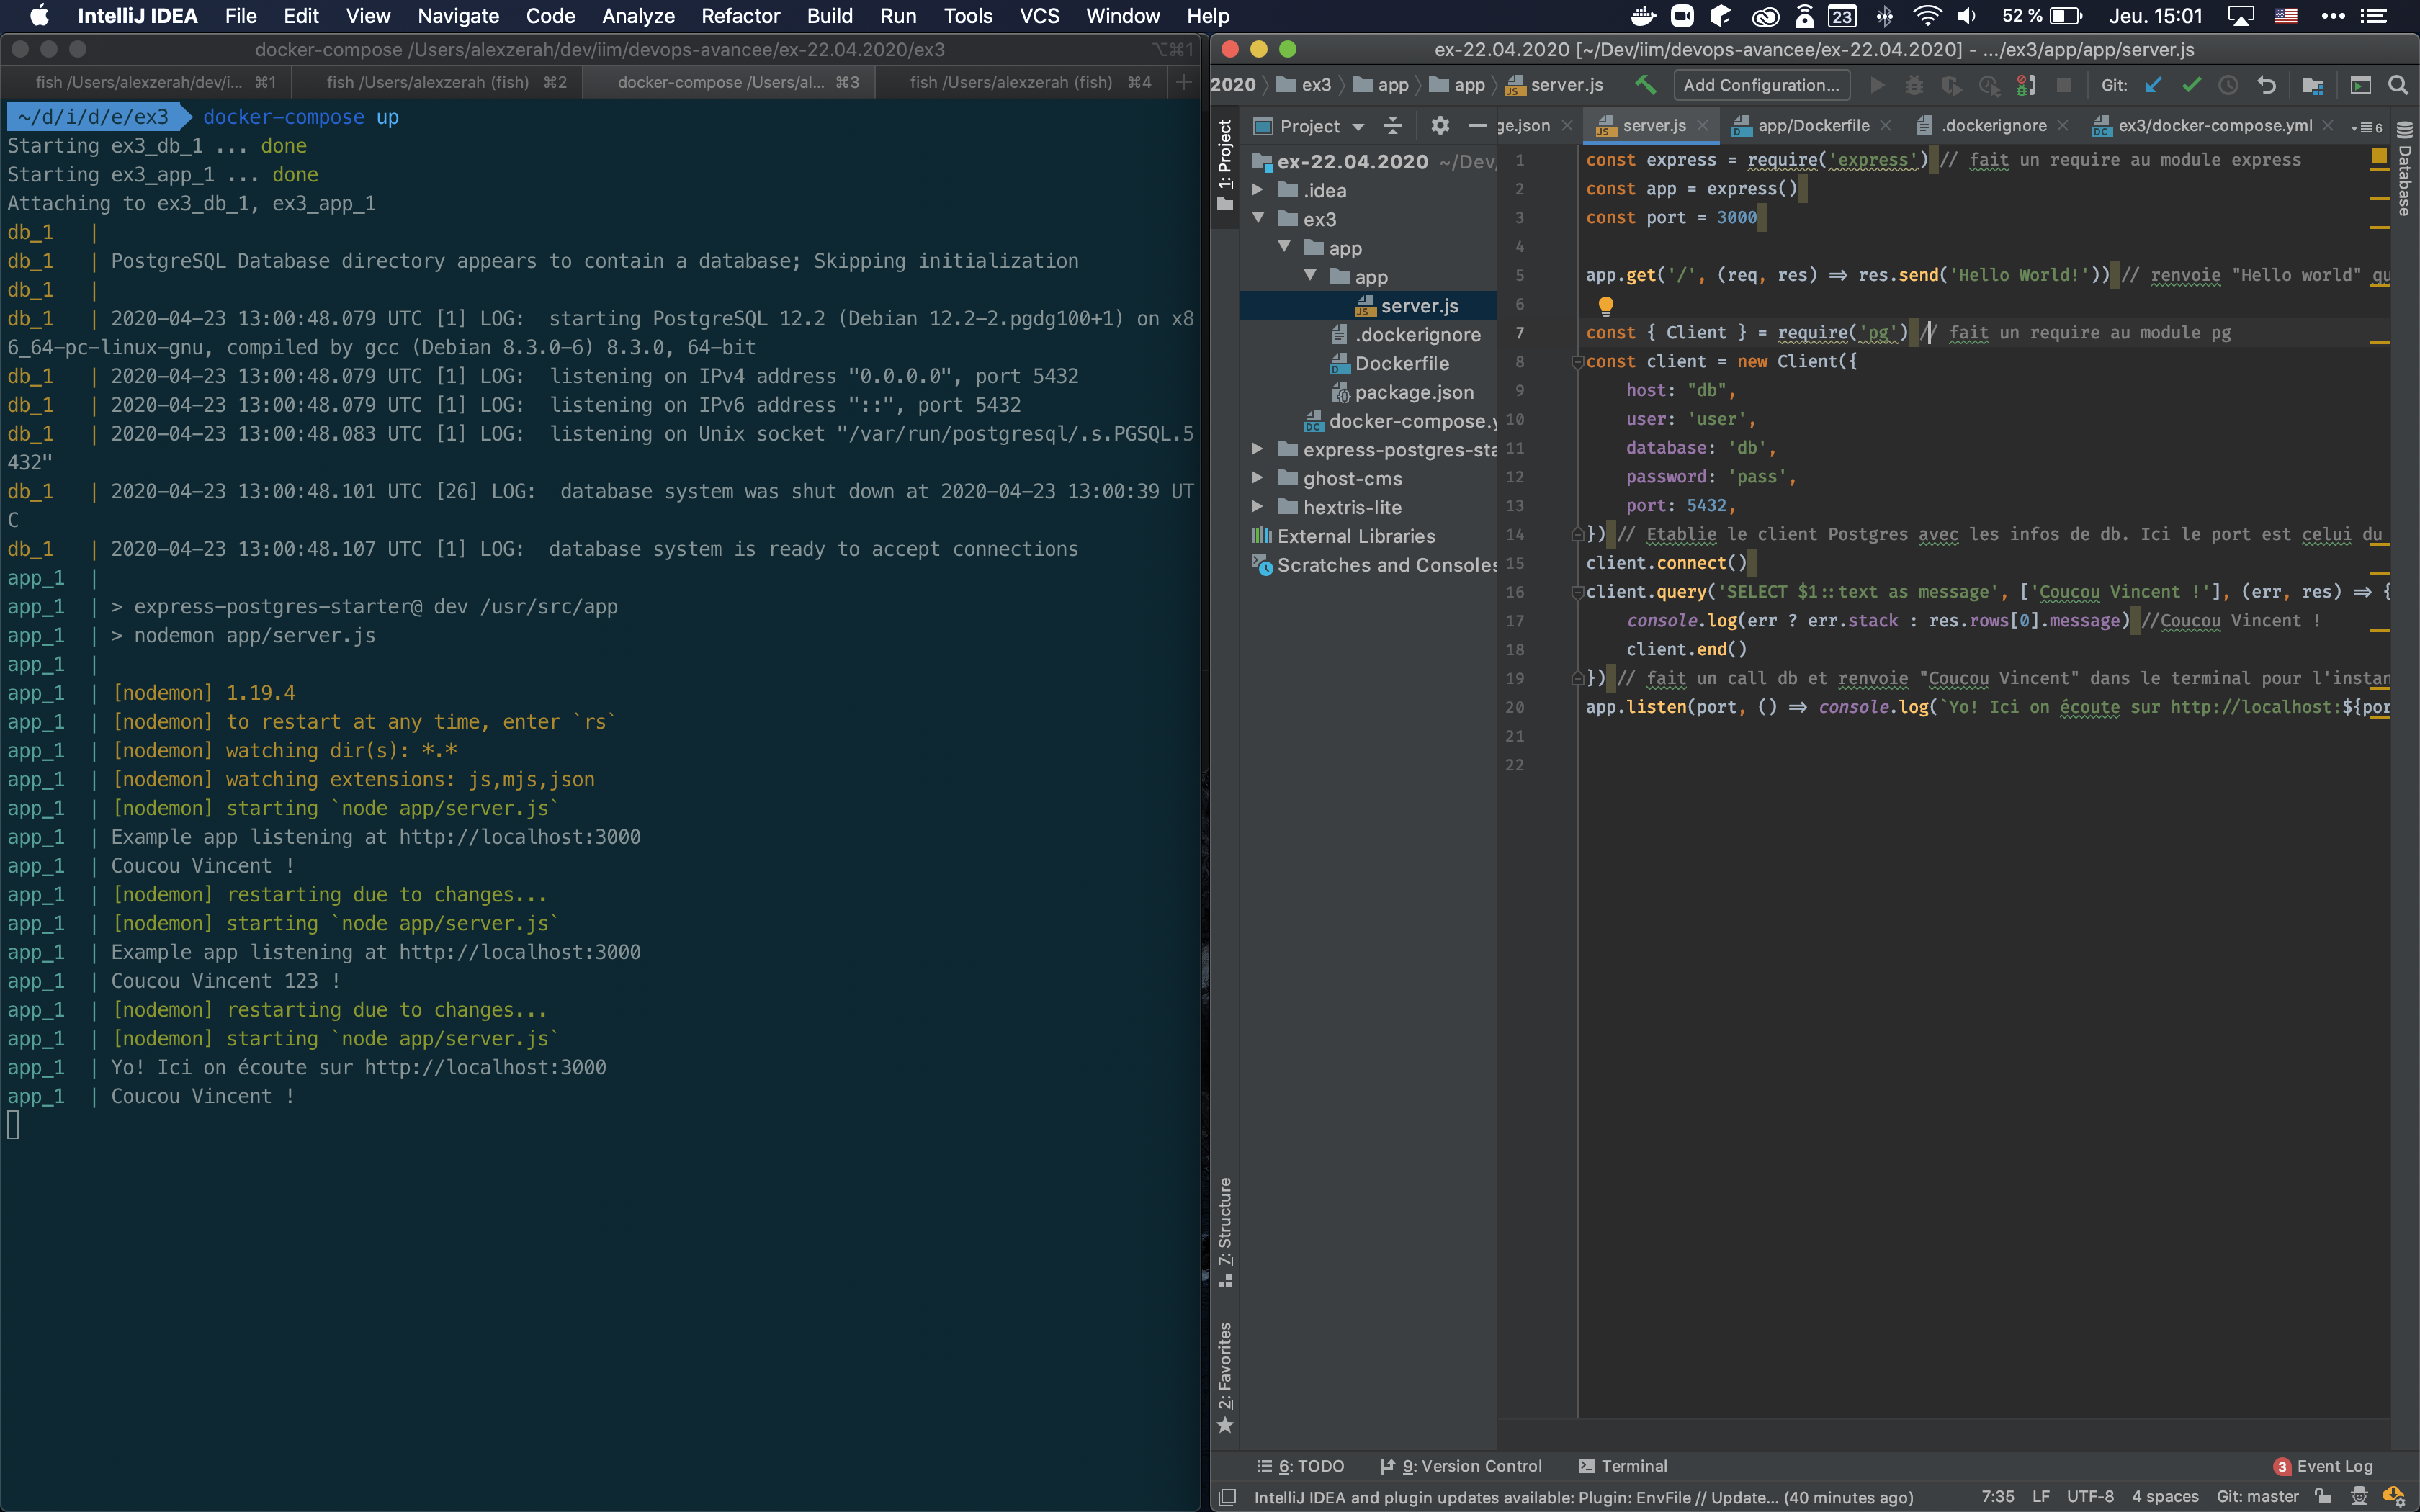 IntelliJ IDEA File Edit View Navigate Code Analyze Refactor Build Run Tools VCS Window Help 23 52 % Jeu. 15:01
docker-compose /Users/alexzerah/dev/iim/devops-avancee/ex-22.04.2020/ex3 ⌥⌘1
fish /Users/alexzerah/dev/i... ⌘1 fish /Users/alexzerah (fish) ⌘2 docker-compose /Users/al... ⌘3 fish /Users/alexzerah (fish) ⌘4 +
~/d/i/d/e/ex3 docker-compose up
Starting ex3_db_1 ... done
Starting ex3_app_1 ... done
Attaching to ex3_db_1, ex3_app_1
db_1 |
db_1 | PostgreSQL Database directory appears to contain a database; Skipping initialization
db_1 |
db_1 | 2020-04-23 13:00:48.079 UTC [1] LOG: starting PostgreSQL 12.2 (Debian 12.2-2.pgdg100+1) on x8
6_64-pc-linux-gnu, compiled by gcc (Debian 8.3.0-6) 8.3.0, 64-bit
db_1 | 2020-04-23 13:00:48.079 UTC [1] LOG: listening on IPv4 address "0.0.0.0", port 5432
db_1 | 2020-04-23 13:00:48.079 UTC [1] LOG: listening on IPv6 address "::", port 5432
db_1 | 2020-04-23 13:00:48.083 UTC [1] LOG: listening on Unix socket "/var/run/postgresql/.s.PGSQL.5
432"
db_1 | 2020-04-23 13:00:48.101 UTC [26] LOG: database system was shut down at 2020-04-23 13:00:39 UT
C
db_1 | 2020-04-23 13:00:48.107 UTC [1] LOG: database system is ready to accept connections
app_1 |
app_1 | > express-postgres-starter@ dev /usr/src/app
app_1 | > nodemon app/server.js
app_1 |
app_1 | [nodemon] 1.19.4
app_1 | [nodemon] to restart at any time, enter `rs`
app_1 | [nodemon] watching dir(s): *.*
app_1 | [nodemon] watching extensions: js,mjs,json
app_1 | [nodemon] starting `node app/server.js`
app_1 | Example app listening at http://localhost:3000
app_1 | Coucou Vincent !
app_1 | [nodemon] restarting due to changes...
app_1 | [nodemon] starting `node app/server.js`
app_1 | Example app listening at http://localhost:3000
app_1 | Coucou Vincent 123 !
app_1 | [nodemon] restarting due to changes...
app_1 | [nodemon] starting `node app/server.js`
app_1 | Yo! Ici on écoute sur http://localhost:3000
app_1 | Coucou Vincent !
ex-22.04.2020 [~/Dev/iim/devops-avancee/ex-22.04.2020] - .../ex3/app/app/server.js
2020 ex3 app app server.js Add Configuration... Git:
1: Project
Project
ge.json server.js app/Dockerfile .dockerignore ex3/docker-compose.yml 6
Database
ex-22.04.2020 ~/Dev/
.idea
ex3
app
app
server.js
.dockerignore
Dockerfile
package.json
docker-compose.y
express-postgres-sta
ghost-cms
hextris-lite
External Libraries
Scratches and Consoles
1 const express = require('express') // fait un require au module express
2 const app = express()
3 const port = 3000
4
5 app.get('/', (req, res) => res.send('Hello World!')) // renvoie "Hello world" qu
6
7 const { Client } = require('pg') // fait un require au module pg
8 const client = new Client({
9 host: "db",
10 user: 'user',
11 database: 'db',
12 password: 'pass',
13 port: 5432,
14 }) // Etablie le client Postgres avec les infos de db. Ici le port est celui du
15 client.connect()
16 client.query('SELECT $1::text as message', ['Coucou Vincent !'], (err, res) => {
17 console.log(err ? err.stack : res.rows[0].message) //Coucou Vincent !
18 client.end()
19 }) // fait un call db et renvoie "Coucou Vincent" dans le terminal pour l'instan
20 app.listen(port, () => console.log(`Yo! Ici on écoute sur http://localhost:${por
21
22
7: Structure
2: Favorites
6: TODO 9: Version Control Terminal 3 Event Log
IntelliJ IDEA and plugin updates available: Plugin: EnvFile // Update... (40 minutes ago) 7:35 LF UTF-8 4 spaces Git: master